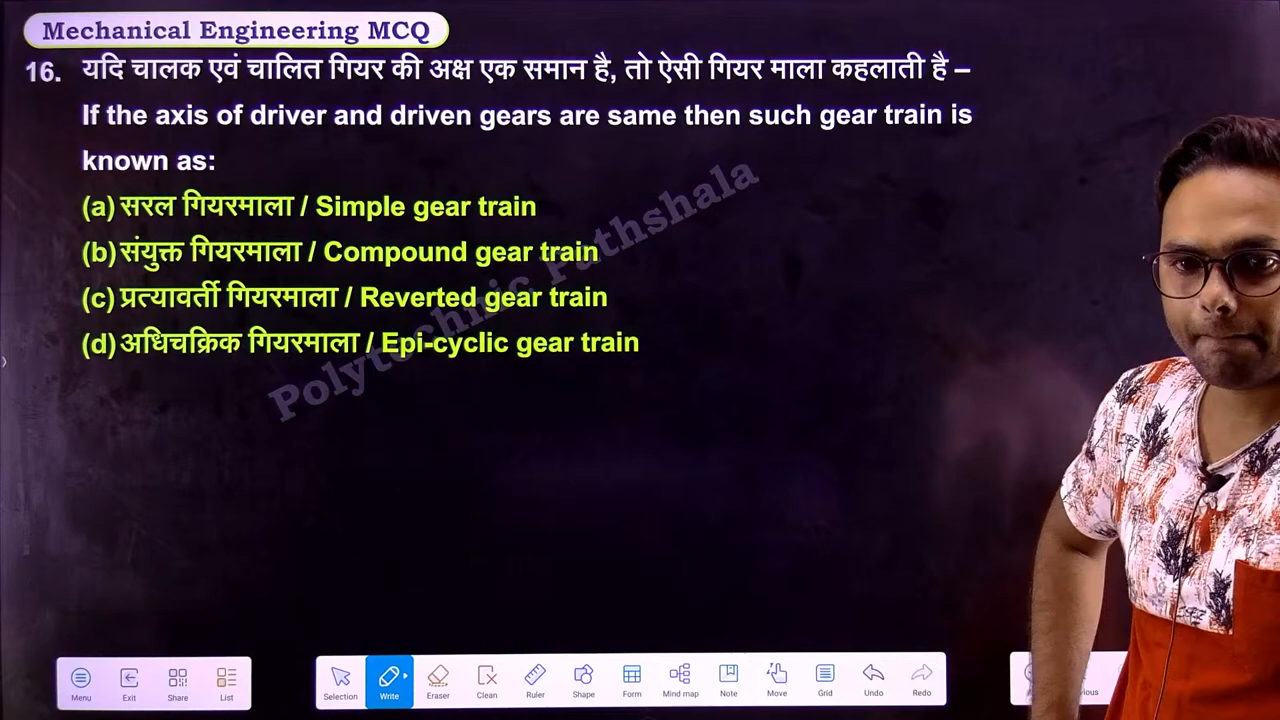 Mechanical Engineering MCQ
16. यदि चालक एवं चालित गियर की अक्ष एक समान है, तो ऐसी गियर माला कहलाती है –
If the axis of driver and driven gears are same then such gear train is
known as:
(a) सरल गियरमाला / Simple gear train
(b) संयुक्त गियरमाला / Compound gear train
(c) प्रत्यावर्ती गियरमाला / Reverted gear train
(d) अधिचक्रिक गियरमाला / Epi-cyclic gear train
Polytechnic Pathshala
Menu Exit Share List Selection Write Eraser Clean Ruler Shape Form Mind map Note Move Grid Undo Redo